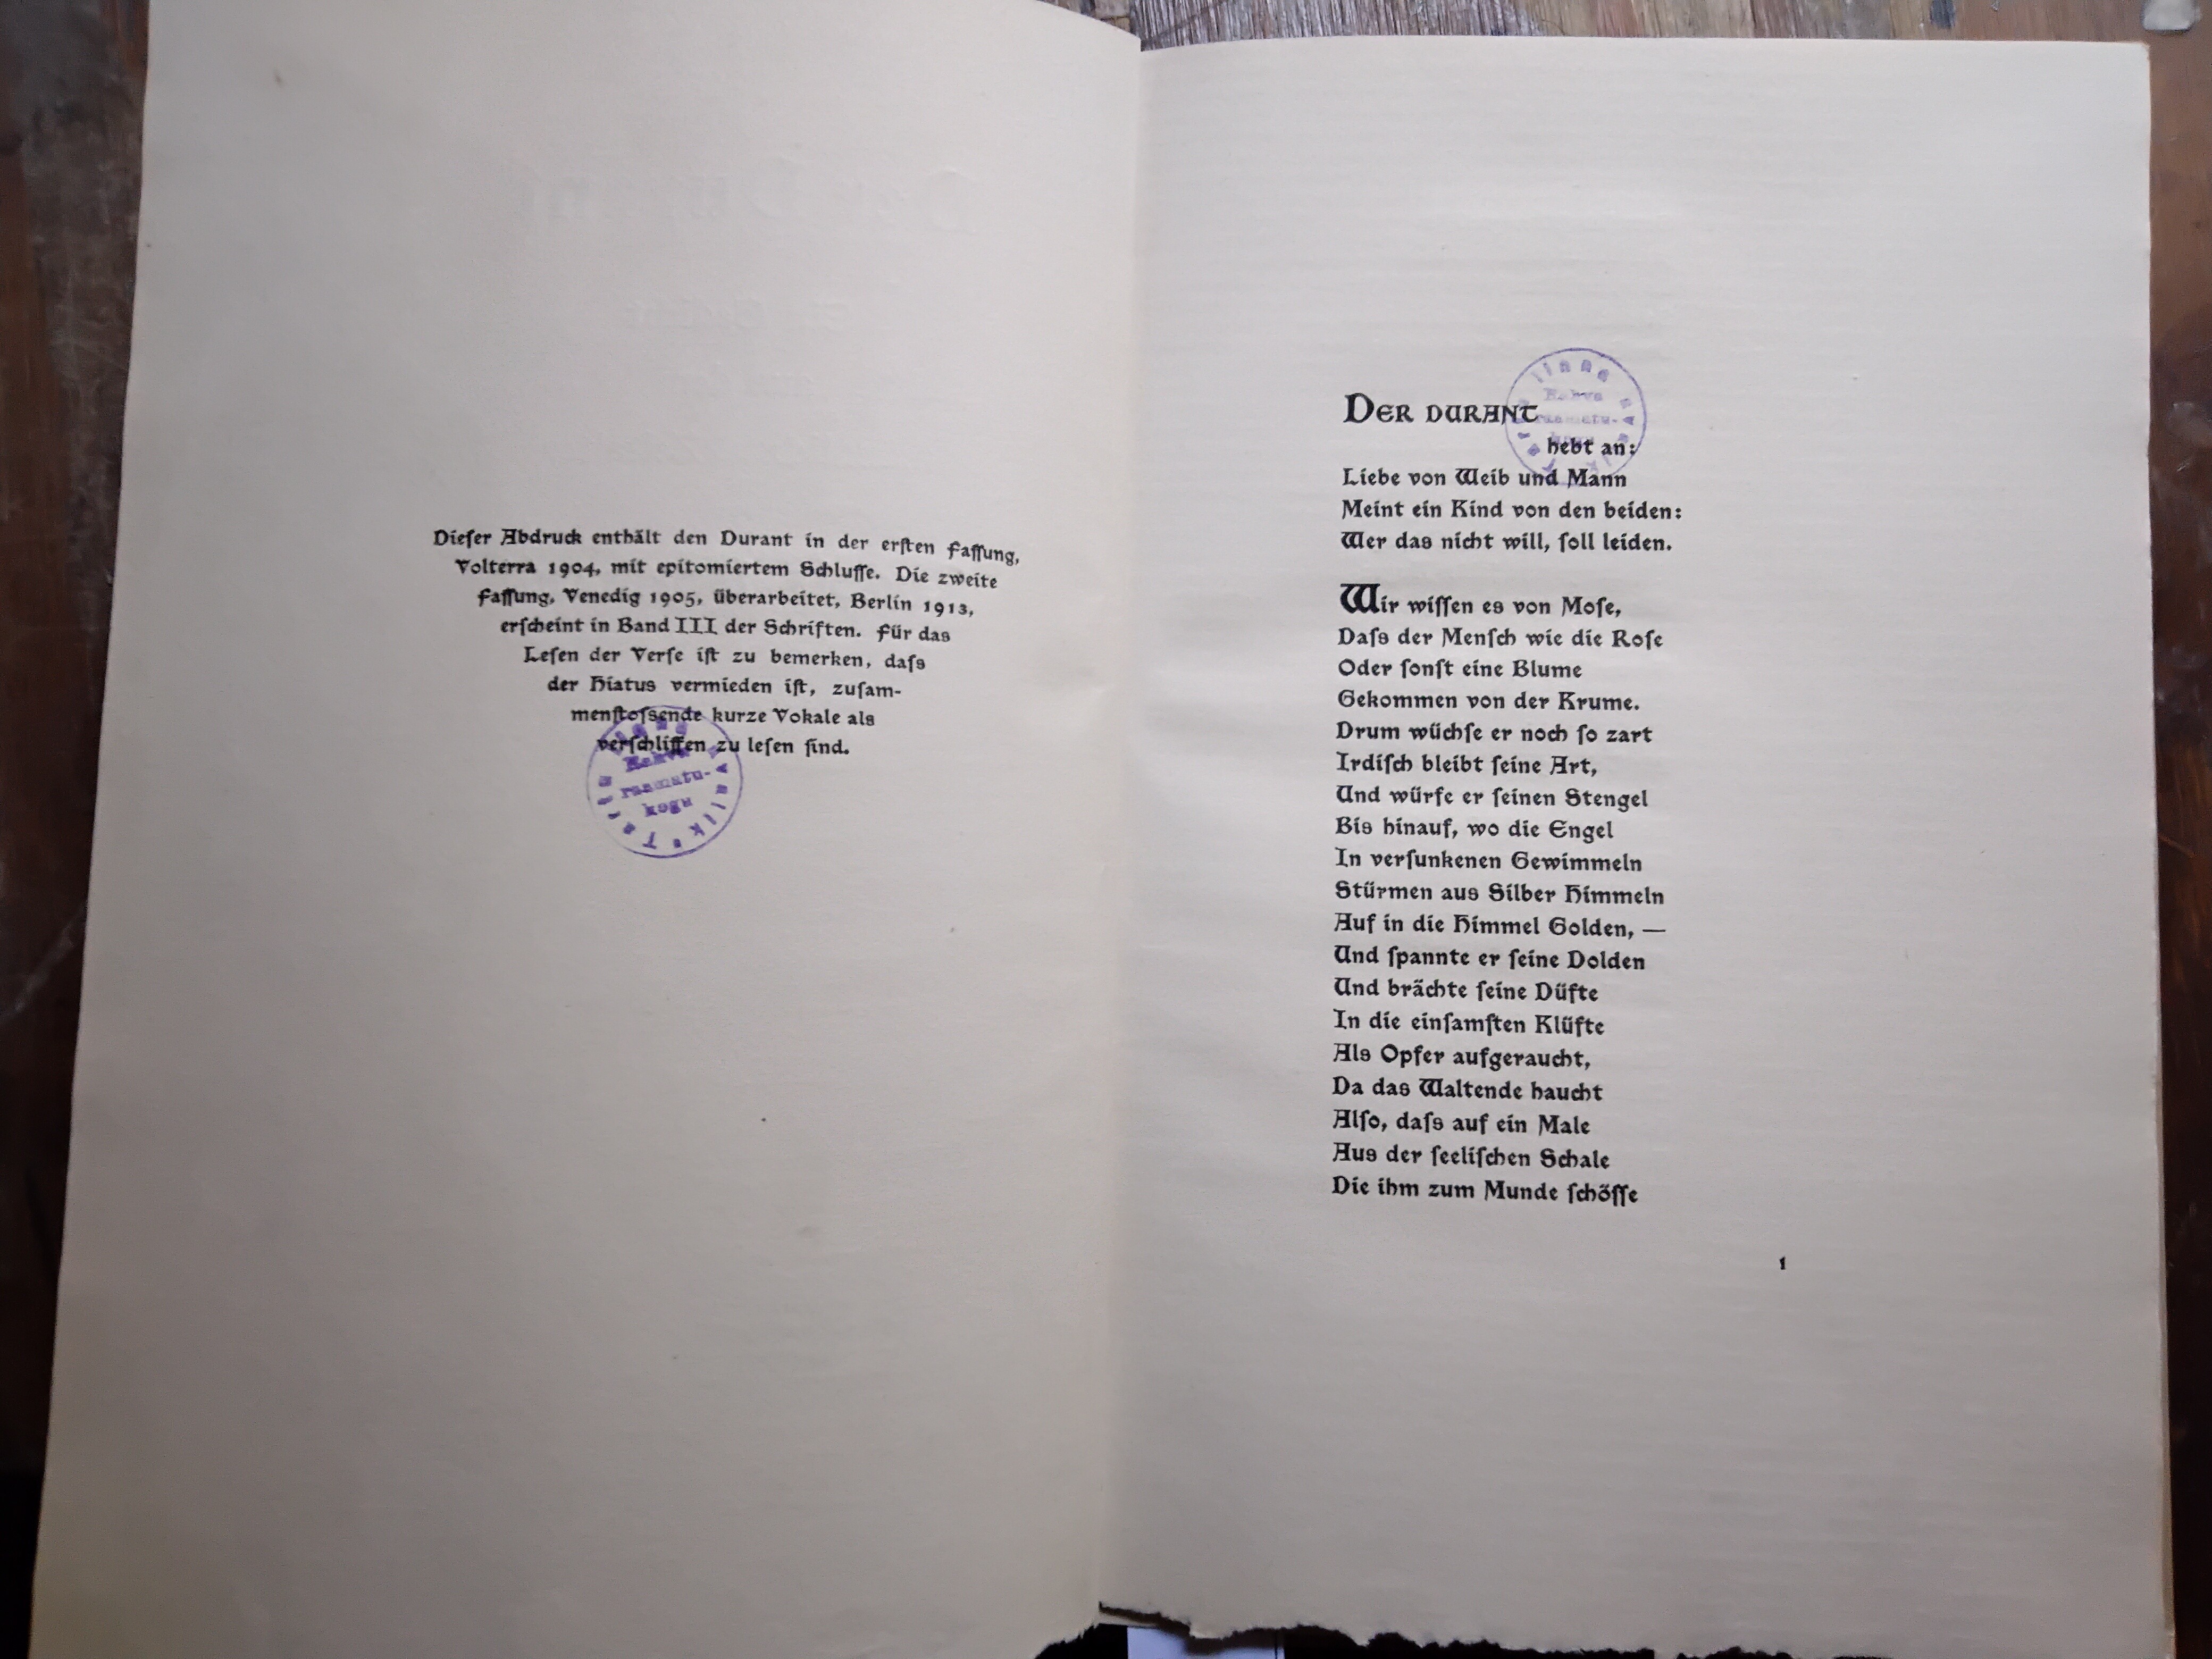 Dieſer Abdruck enthält den Durant in der erſten Faſſung,
Volterra 1904, mit epitomiertem Schluſſe. Die zweite
Faſſung, Venedig 1905, überarbeitet, Berlin 1913,
erſcheint in Band III der Schriften. Für das
Leſen der Verſe iſt zu bemerken, daſs
der Hiatus vermieden iſt, zuſam-
menſtoſsende kurze Vokale als
verſchliffen zu leſen ſind.
Tartu linna avalik
Rahva
raamatu-
kogu
DER DURANT
hebt an:
Liebe von Weib und Mann
Meint ein Kind von den beiden:
Wer das nicht will, ſoll leiden.
Wir wiſſen es von Moſe,
Daſs der Menſch wie die Roſe
Oder ſonſt eine Blume
Gekommen von der Krume.
Drum wüchſe er noch ſo zart
Irdiſch bleibt ſeine Art,
Und würfe er ſeinen Stengel
Bis hinauf, wo die Engel
In verſunkenen Gewimmeln
Stürmen aus Silber Himmeln
Auf in die Himmel Golden, —
Und ſpannte er ſeine Dolden
Und brächte ſeine Düfte
In die einſamſten Klüfte
Als Opfer aufgeraucht,
Da das Waltende haucht
Alſo, daſs auf ein Male
Aus der ſeeliſchen Schale
Die ihm zum Munde ſchöſſe
1